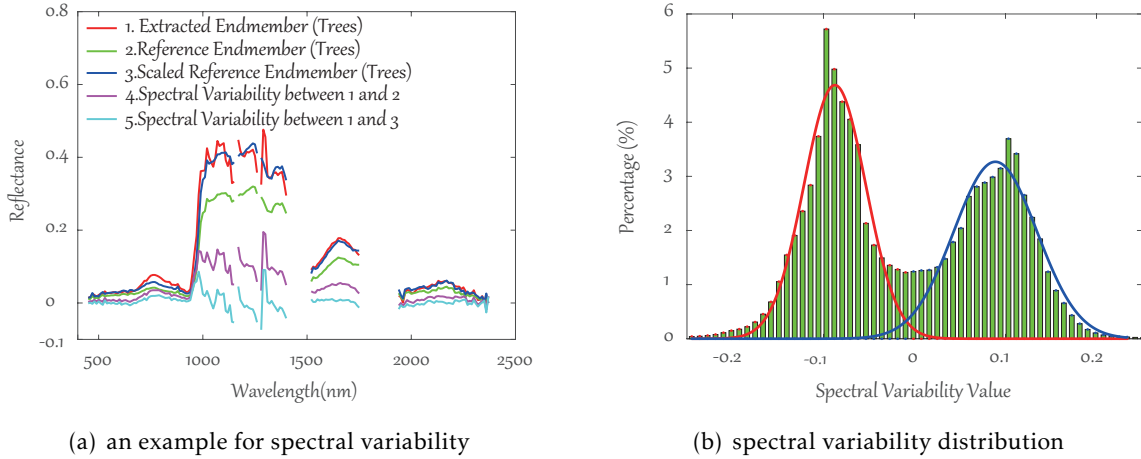 0.8
0.6
0.4
0.2
0
-0.1
Reflectance
1. Extracted Endmember (Trees)
2.Reference Endmember (Trees)
3.Scaled Reference Endmember (Trees)
4.Spectral Variability between 1 and 2
5.Spectral Variability between 1 and 3
500 1000 1500 2000 2500
Wavelength(nm)
(a) an example for spectral variability
6
5
4
3
2
1
0
Percentage (%)
-0.2 -0.1 0 0.1 0.2
Spectral Variability Value
(b) spectral variability distribution